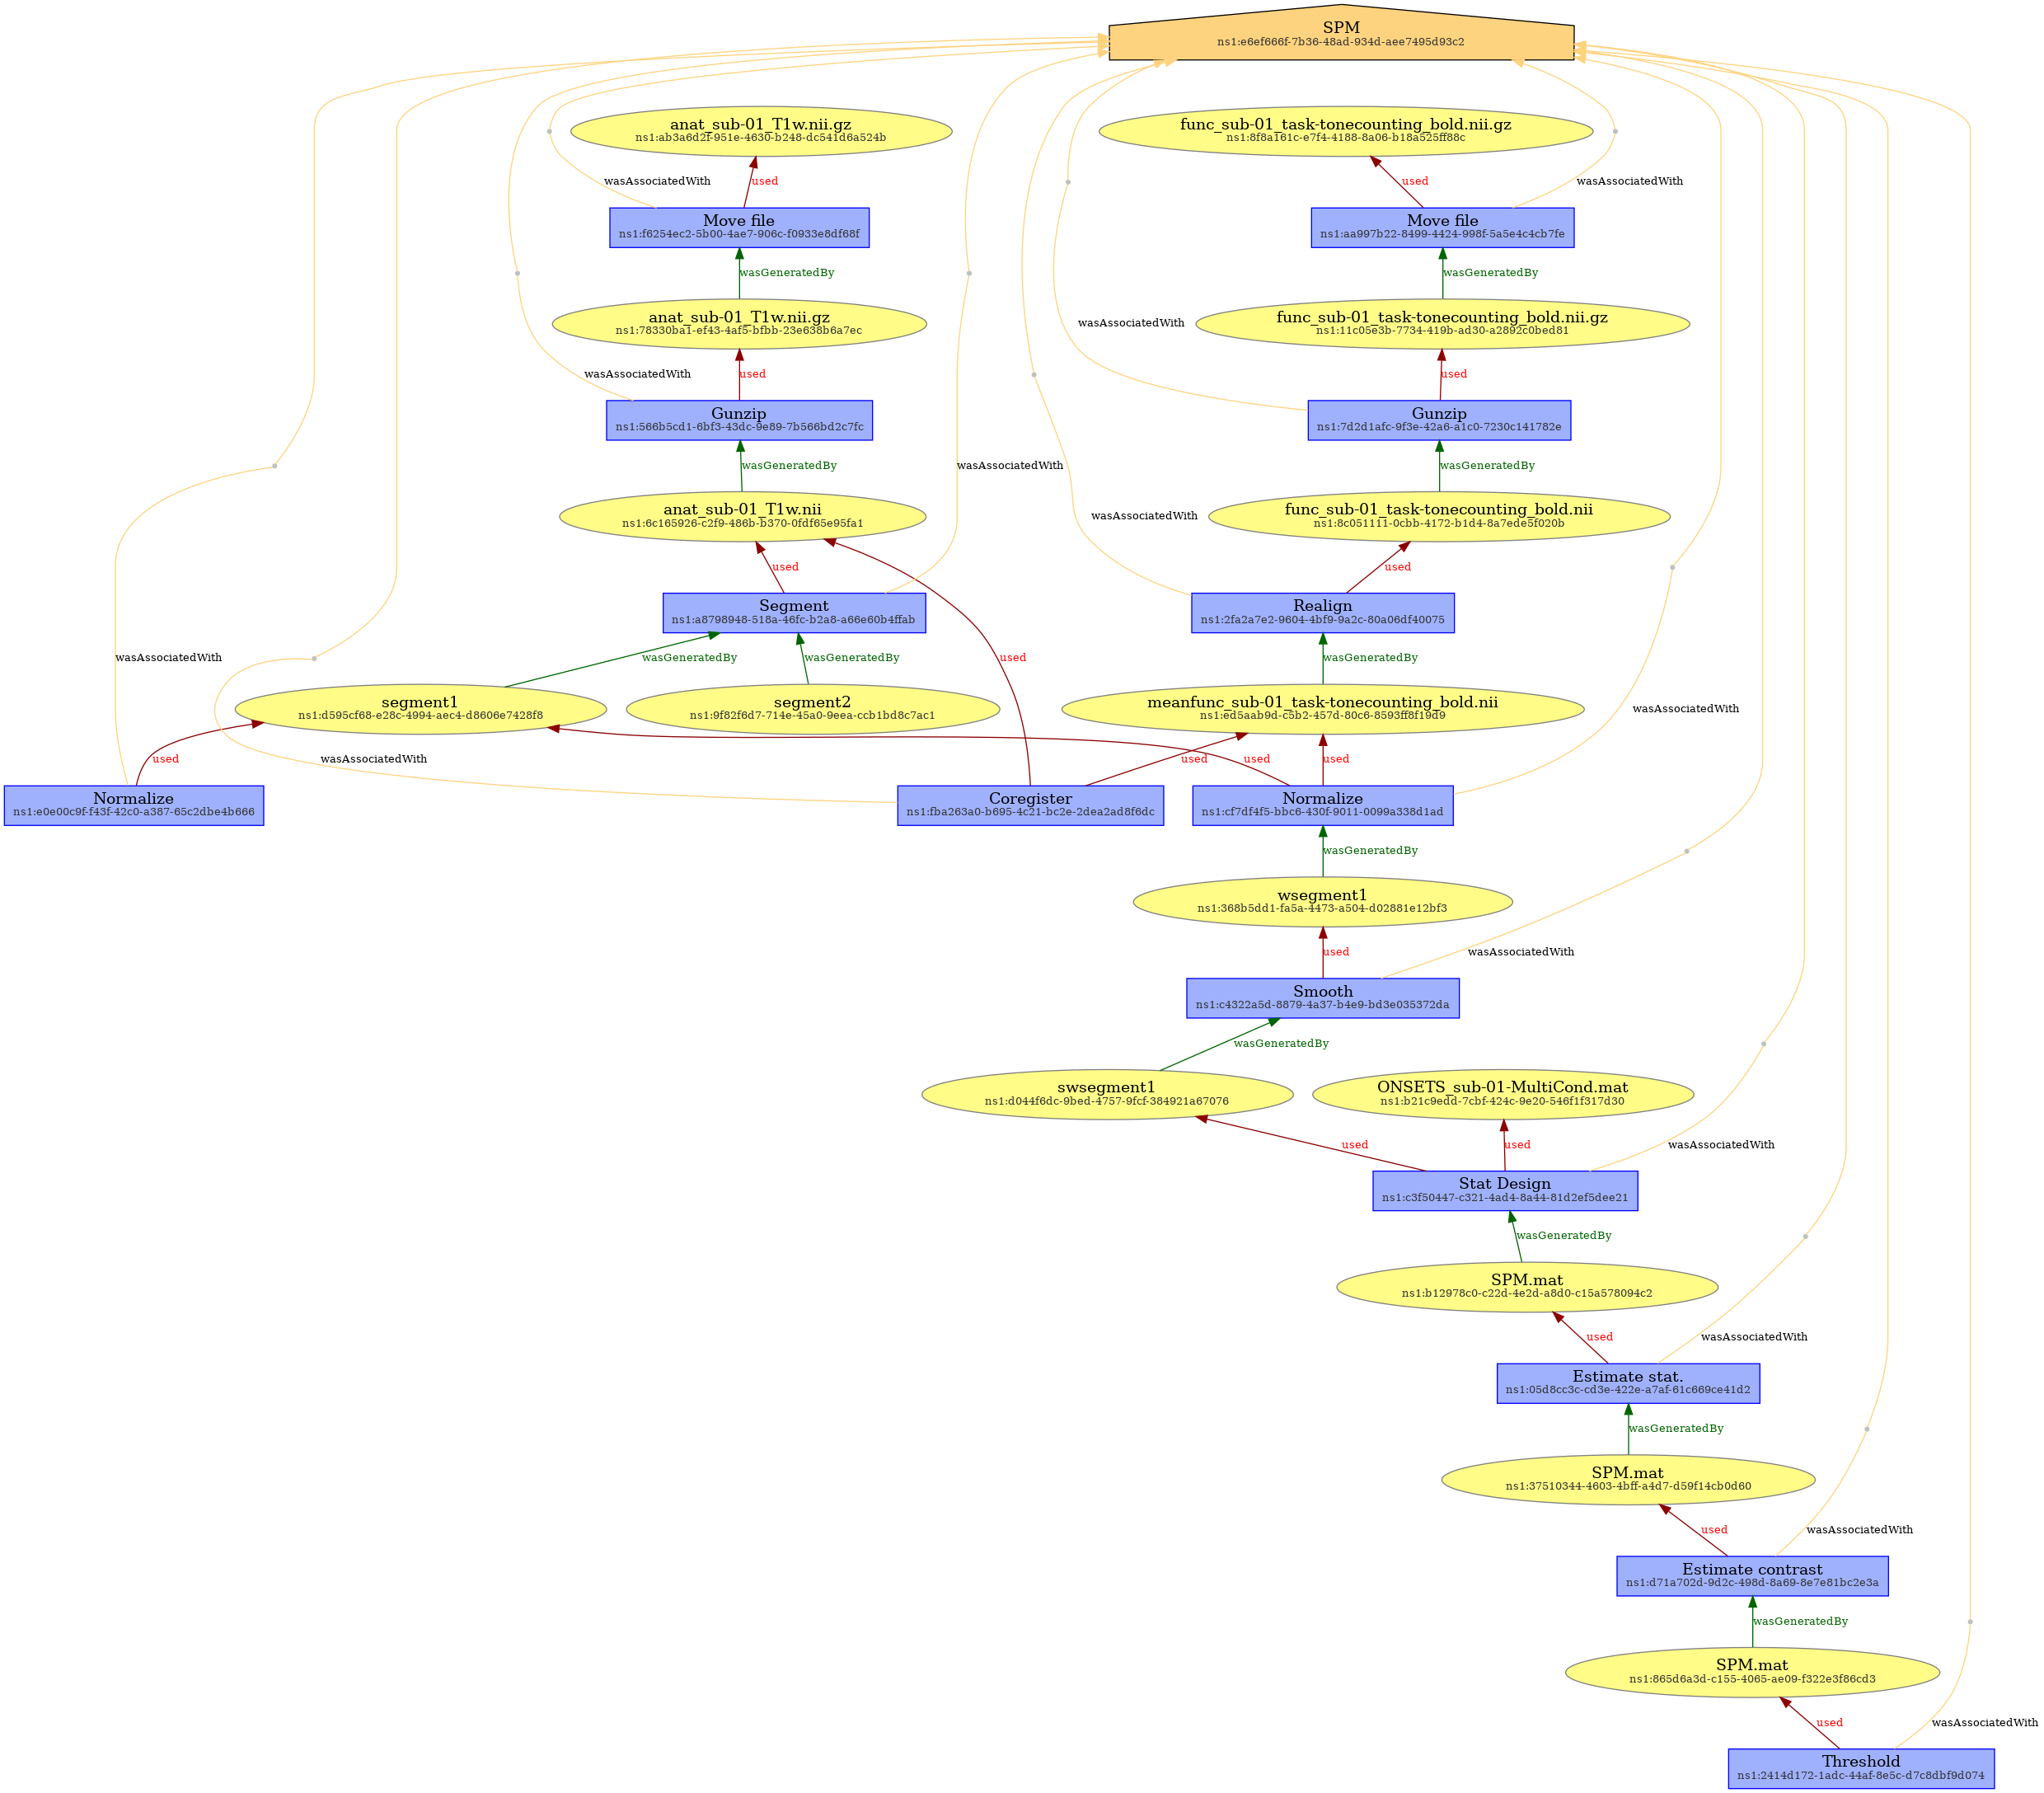 SPM
ns1:e6ef666f-7b36-48ad-934d-aee7495d93c2
anat_sub-01_T1w.nii.gz
ns1:ab3a6d2f-951e-4630-b248-dc541d6a524b
func_sub-01_task-tonecounting_bold.nii.gz
ns1:8f8a161c-e7f4-4188-8a06-b18a525ff88c
wasAssociatedWith
used
used
wasAssociatedWith
Move file
ns1:f6254ec2-5b00-4ae7-906c-f0933e8df68f
Move file
ns1:aa997b22-8499-4424-998f-5a5e4c4cb7fe
wasGeneratedBy
wasGeneratedBy
anat_sub-01_T1w.nii.gz
ns1:78330ba1-ef43-4af5-bfbb-23e638b6a7ec
wasAssociatedWith
func_sub-01_task-tonecounting_bold.nii.gz
ns1:11c05e3b-7734-419b-ad30-a2892c0bed81
wasAssociatedWith
used
used
Gunzip
ns1:566b5cd1-6bf3-43dc-9e89-7b566bd2c7fc
Gunzip
ns1:7d2d1afc-9f3e-42a6-a1c0-7230c141782e
wasGeneratedBy
wasAssociatedWith
wasGeneratedBy
anat_sub-01_T1w.nii
ns1:6c165926-c2f9-486b-b370-0fdf65e95fa1
wasAssociatedWith
func_sub-01_task-tonecounting_bold.nii
ns1:8c051111-0cbb-4172-b1d4-8a7ede5f020b
used
used
Segment
ns1:a8798948-518a-46fc-b2a8-a66e60b4ffab
Realign
ns1:2fa2a7e2-9604-4bf9-9a2c-80a06df40075
wasAssociatedWith
wasGeneratedBy
wasGeneratedBy
used
wasGeneratedBy
segment1
ns1:d595cf68-e28c-4994-aec4-d8606e7428f8
segment2
ns1:9f82f6d7-714e-45a0-9eea-ccb1bd8c7ac1
meanfunc_sub-01_task-tonecounting_bold.nii
ns1:ed5aab9d-c5b2-457d-80c6-8593ff8f19d9
wasAssociatedWith
used
wasAssociatedWith
used
used
used
Normalize
ns1:e0e00c9f-f43f-42c0-a387-65c2dbe4b666
Coregister
ns1:fba263a0-b695-4c21-bc2e-2dea2ad8f6dc
Normalize
ns1:cf7df4f5-bbc6-430f-9011-0099a338d1ad
wasGeneratedBy
wsegment1
ns1:368b5dd1-fa5a-4473-a504-d02881e12bf3
used
wasAssociatedWith
Smooth
ns1:c4322a5d-8879-4a37-b4e9-bd3e035372da
wasGeneratedBy
swsegment1
ns1:d044f6dc-9bed-4757-9fcf-384921a67076
ONSETS_sub-01-MultiCond.mat
ns1:b21c9edd-7cbf-424c-9e20-546f1f317d30
used
used
wasAssociatedWith
Stat Design
ns1:c3f50447-c321-4ad4-8a44-81d2ef5dee21
wasGeneratedBy
SPM.mat
ns1:b12978c0-c22d-4e2d-a8d0-c15a578094c2
used
wasAssociatedWith
Estimate stat.
ns1:05d8cc3c-cd3e-422e-a7af-61c669ce41d2
wasGeneratedBy
SPM.mat
ns1:37510344-4603-4bff-a4d7-d59f14cb0d60
used
wasAssociatedWith
Estimate contrast
ns1:d71a702d-9d2c-498d-8a69-8e7e81bc2e3a
wasGeneratedBy
SPM.mat
ns1:865d6a3d-c155-4065-ae09-f322e3f86cd3
used
wasAssociatedWith
Threshold
ns1:2414d172-1adc-44af-8e5c-d7c8dbf9d074